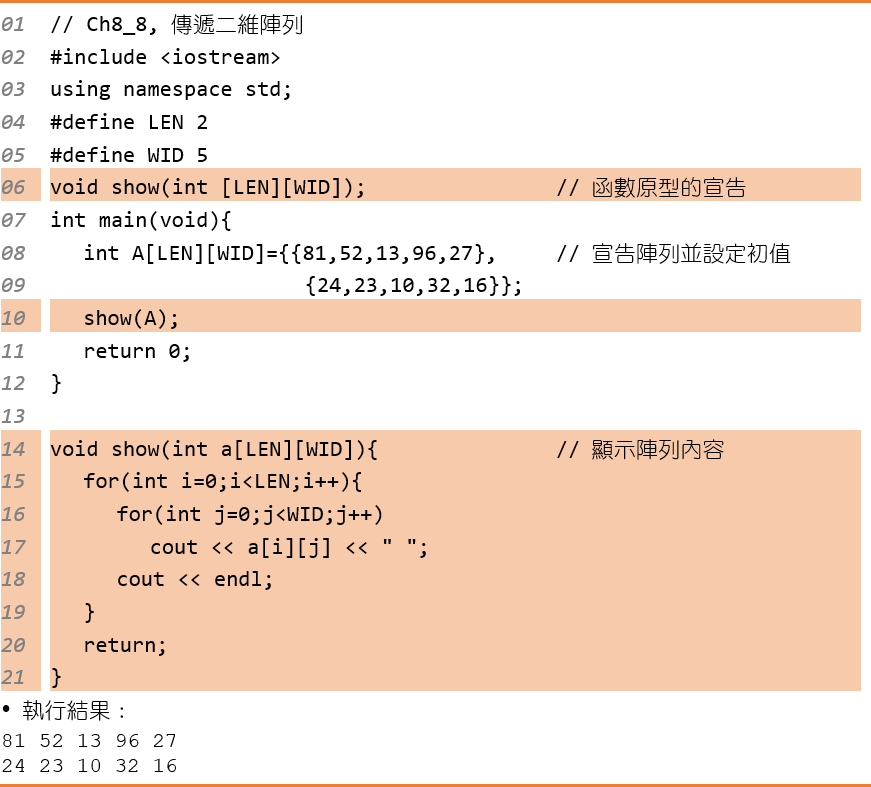 01 // Ch8_8, 傳遞二維陣列
02 #include <iostream>
03 using namespace std;
04 #define LEN 2
05 #define WID 5
06 void show(int [LEN][WID]); // 函數原型的宣告
07 int main(void){
08 int A[LEN][WID]={{81,52,13,96,27}, // 宣告陣列並設定初值
09 {24,23,10,32,16}};
10 show(A);
11 return 0;
12 }
13
14 void show(int a[LEN][WID]){ // 顯示陣列內容
15 for(int i=0;i<LEN;i++){
16 for(int j=0;j<WID;j++)
17 cout << a[i][j] << " ";
18 cout << endl;
19 }
20 return;
21 }
• 執行結果：
81 52 13 96 27
24 23 10 32 16